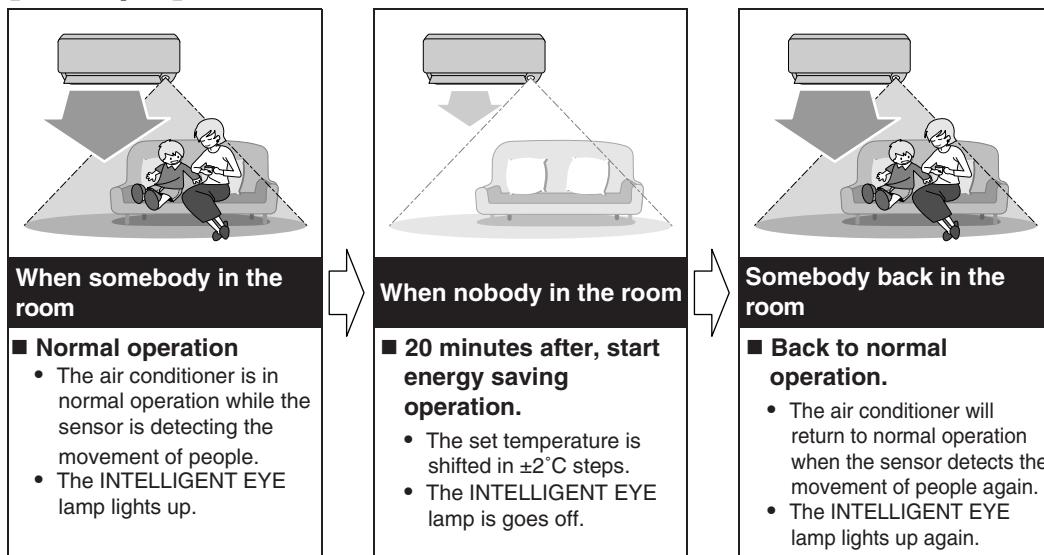 When somebody in the
room
■ Normal operation
• The air conditioner is in
normal operation while the
sensor is detecting the
movement of people.
• The INTELLIGENT EYE
lamp lights up.
When nobody in the room
■ 20 minutes after, start
energy saving
operation.
• The set temperature is
shifted in ±2˚C steps.
• The INTELLIGENT EYE
lamp is goes off.
Somebody back in the
room
■ Back to normal
operation.
• The air conditioner will
return to normal operation
when the sensor detects the
movement of people again.
• The INTELLIGENT EYE
lamp lights up again.